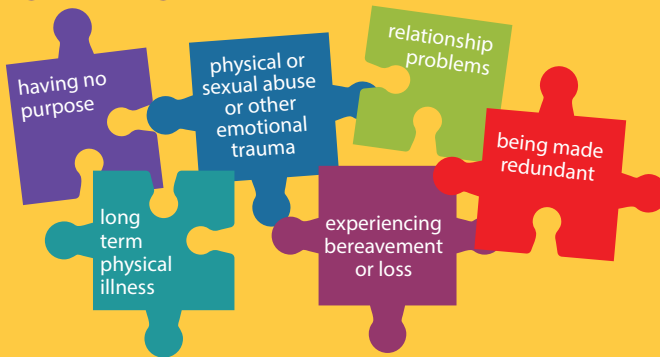 having no
purpose
physical or
sexual abuse
or other
emotional
trauma
relationship
problems
being made
redundant
long
term
physical
illness
experiencing
bereavement
or loss